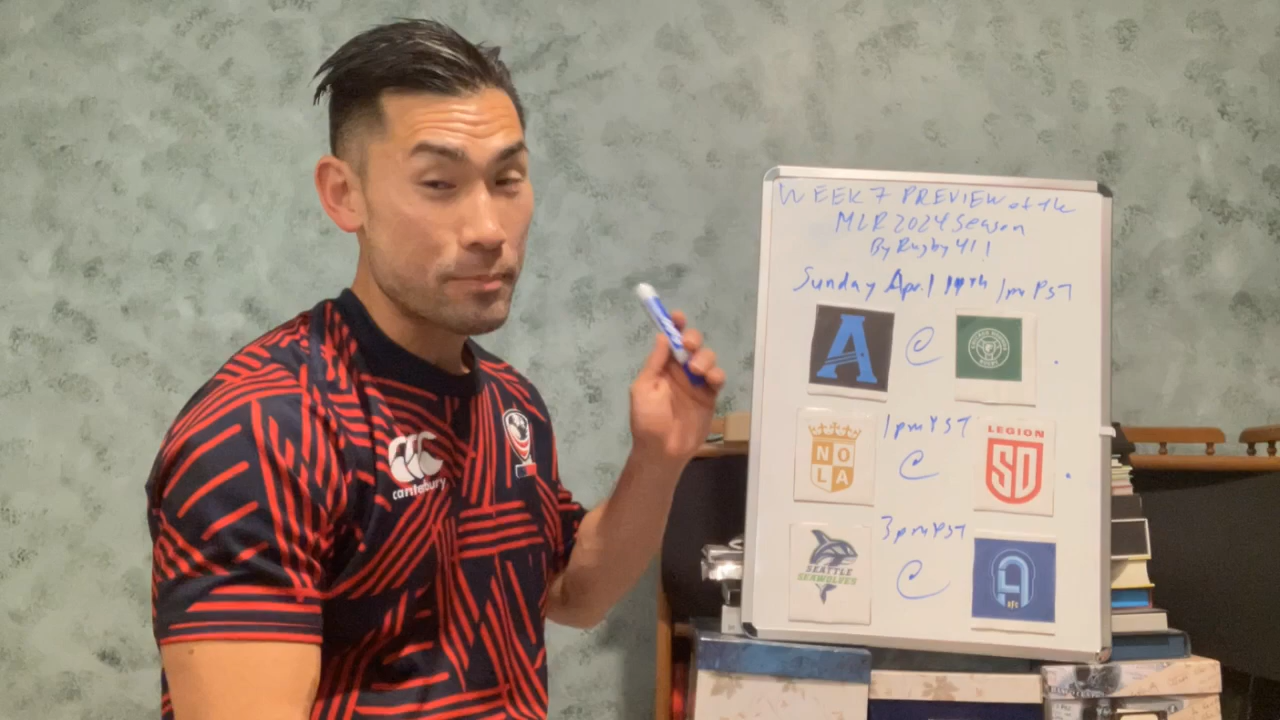 WEEK 7 PREVIEW of the
MLR 2024 Season
By Rugby 411
Sunday April 14th 1pm PST
A @
1pm PST
NOLA @ LEGION SD
3pm PST
SEATTLE SEAWOLVES @ RFC
canterbury